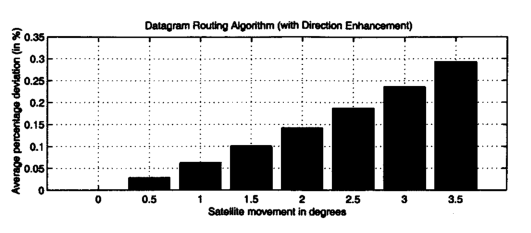 Datagram Routing Algorithm (with Direction Enhancement)
Average percentage deviation (in %)
0.35
0.3
0.25
0.2
0.15
0.1
0.05
0
0 0.5 1 1.5 2 2.5 3 3.5
Satellite movement in degrees